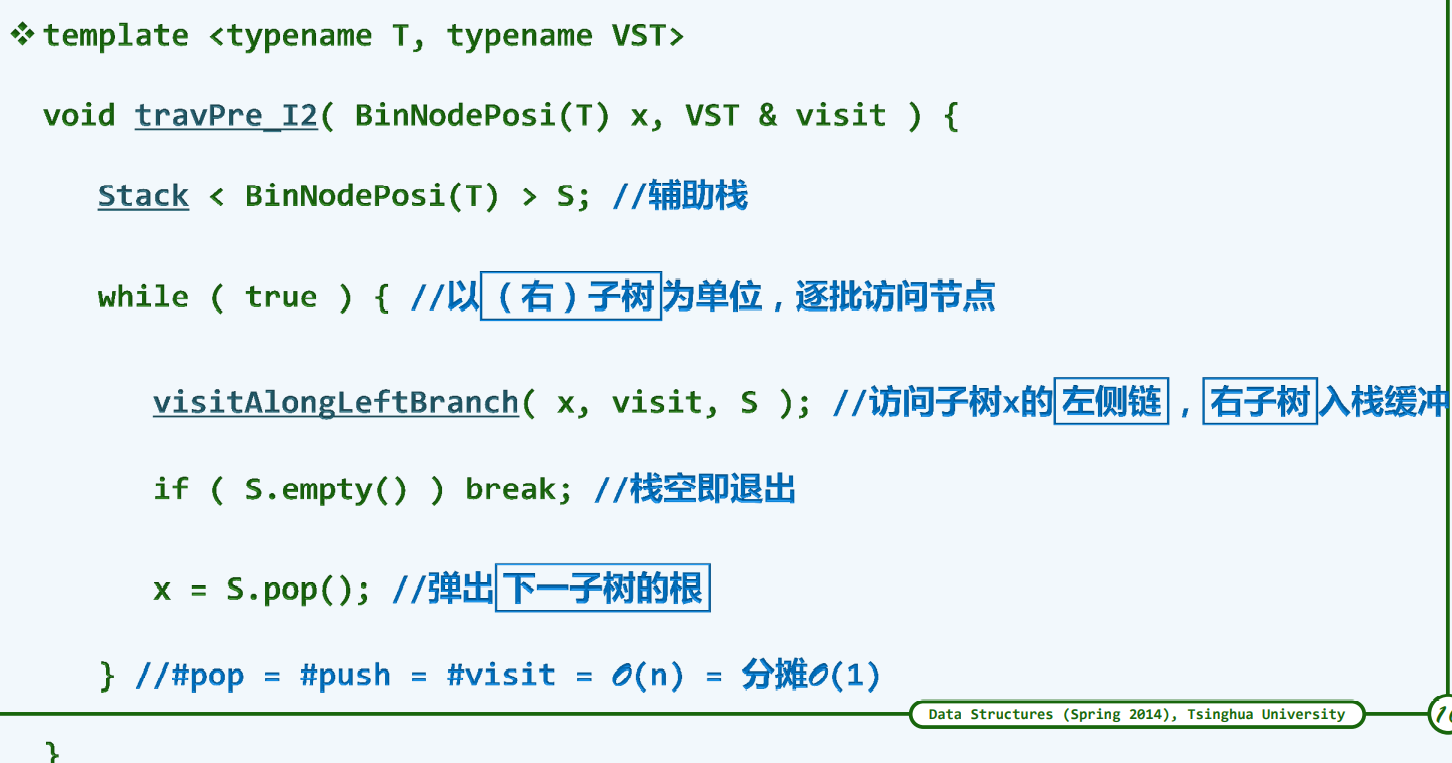 ❖ template <typename T, typename VST>
void travPre_I2( BinNodePosi(T) x, VST & visit ) {
Stack < BinNodePosi(T) > S; //辅助栈
while ( true ) { //以（右）子树为单位，逐批访问节点
visitAlongLeftBranch( x, visit, S ); //访问子树x的左侧链，右子树入栈缓冲
if ( S.empty() ) break; //栈空即退出
x = S.pop(); //弹出下一子树的根
} //#pop = #push = #visit = O(n) = 分摊O(1)
Data Structures (Spring 2014), Tsinghua University
}